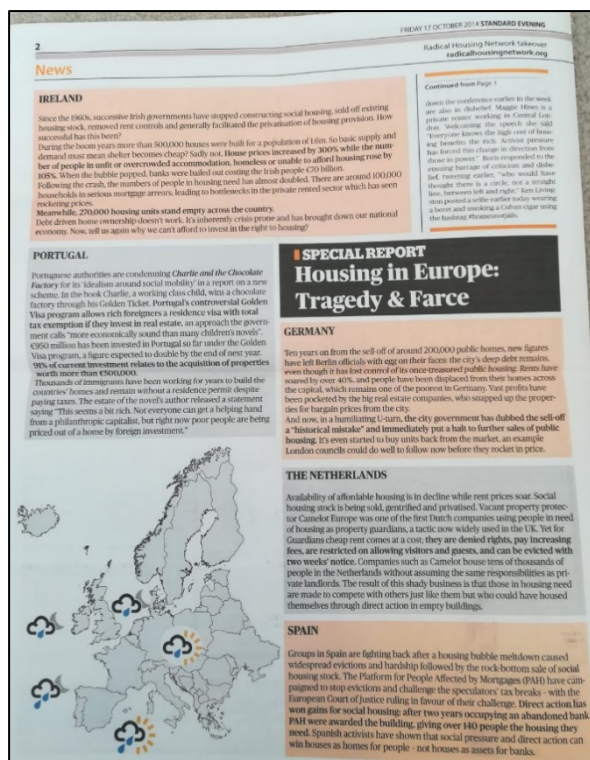 FRIDAY 17 OCTOBER 2014 STANDARD EVENING
2
Radical Housing Network takeover
radicalhousingnetwork.org
News
IRELAND
Since the 1960s, successive Irish governments have stopped constructing social housing, sold off existing
housing stock, removed rent controls and generally facilitated the privatisation of housing provision. How
successful has this been?
During the boom years more than 500,000 houses were built for a population of 1.6m. So basic supply and
demand must mean shelter becomes cheap? Sadly not. House prices increased by 300% while the num-
ber of people in unfit or overcrowded accommodation, homeless or unable to afford housing rose by
105%. When the bubble popped, banks were bailed out costing the Irish people €70 billion.
Following the crash, the numbers of people in housing need has almost doubled. There are around 100,000
households in serious mortgage arrears, leading to bottlenecks in the private rented sector which has seen
rocketing prices.
Meanwhile, 270,000 housing units stand empty across the country.
Debt driven home ownership doesn't work. It's inherently crisis prone and has brought down our national
economy. Now, tell us again why we can't afford to invest in the right to housing?
Continued from Page 1
down the conference earlier in the week
are also in disbelief. Maggie Hines is a
private tenant working in Central Lon-
don. Welcoming the speech she said
"Everyone knows the high cost of hous-
ing benefits the rich. Activist pressure
has forced this change in direction from
those in power." Boris responded to the
ensuing barrage of criticism and disbe-
lief, tweeting earlier, "who would have
thought there is a circle, not a straight
line, between left and right." Ken Living
ston posted a selfie earlier today wearing
a beret and smoking a Cuban cigar using
the hashtag #homesnotjails.
PORTUGAL
Portuguese authorities are condemning Charlie and the Chocolate
Factory for its 'idealism around social mobility' in a report on a new
scheme. In the book Charlie, a working class child, wins a chocolate
factory through his Golden Ticket. Portugal's controversial Golden
Visa program allows rich foreigners a residence visa with total
tax exemption if they invest in real estate, an approach the govern-
ment calls "more economically sound than many children's novels".
€950 million has been invested in Portugal so far under the Golden
Visa program, a figure expected to double by the end of next year.
91% of current investment relates to the acquisition of properties
worth more than €500,000.
Thousands of immigrants have been working for years to build the
countries' homes and remain without a residence permit despite
paying taxes. The estate of the novel's author released a statement
saying "This seems a bit rich. Not everyone can get a helping hand
from a philanthropic capitalist, but right now poor people are being
priced out of a home by foreign investment."
SPECIAL REPORT
Housing in Europe:
Tragedy & Farce
GERMANY
Ten years on from the sell-off of around 200,000 public homes, new figures
have left Berlin officials with egg on their faces: the city's deep debt remains,
even though it has lost control of its once-treasured public housing. Rents have
soared by over 40%, and people have been displaced from their homes across
the capital, which remains one of the poorest in Germany. Vast profits have
been pocketed by the big real estate companies, who snapped up the proper-
ties for bargain prices from the city.
And now, in a humiliating U-turn, the city government has dubbed the sell-off
a "historical mistake" and immediately put a halt to further sales of public
housing. It's even started to buy units back from the market, an example
London councils could do well to follow now before they rocket in price.
THE NETHERLANDS
Availability of affordable housing is in decline while rent prices soar. Social
housing stock is being sold, gentrified and privatised. Vacant property protec-
tor Camelot Europe was one of the first Dutch companies using people in need
of housing as property guardians, a tactic now widely used in the UK. Yet for
Guardians cheap rent comes at a cost, they are denied rights, pay increasing
fees, are restricted on allowing visitors and guests, and can be evicted with
two weeks' notice. Companies such as Camelot house tens of thousands of
people in the Netherlands without assuming the same responsibilities as pri-
vate landlords. The result of this shady business is that those in housing need
are made to compete with others just like them but who could have housed
themselves through direct action in empty buildings.
SPAIN
Groups in Spain are fighting back after a housing bubble meltdown caused
widespread evictions and hardship followed by the rock-bottom sale of social
housing stock. The Platform for People Affected by Mortgages (PAH) have cam-
paigned to stop evictions and challenge the speculators' tax breaks - with the
European Court of Justice ruling in favour of their challenge. Direct action has
won gains for social housing: after two years occupying an abandoned bank
PAH were awarded the building, giving over 140 people the housing they
need. Spanish activists have shown that social pressure and direct action can
win houses as homes for people - not houses as assets for banks.